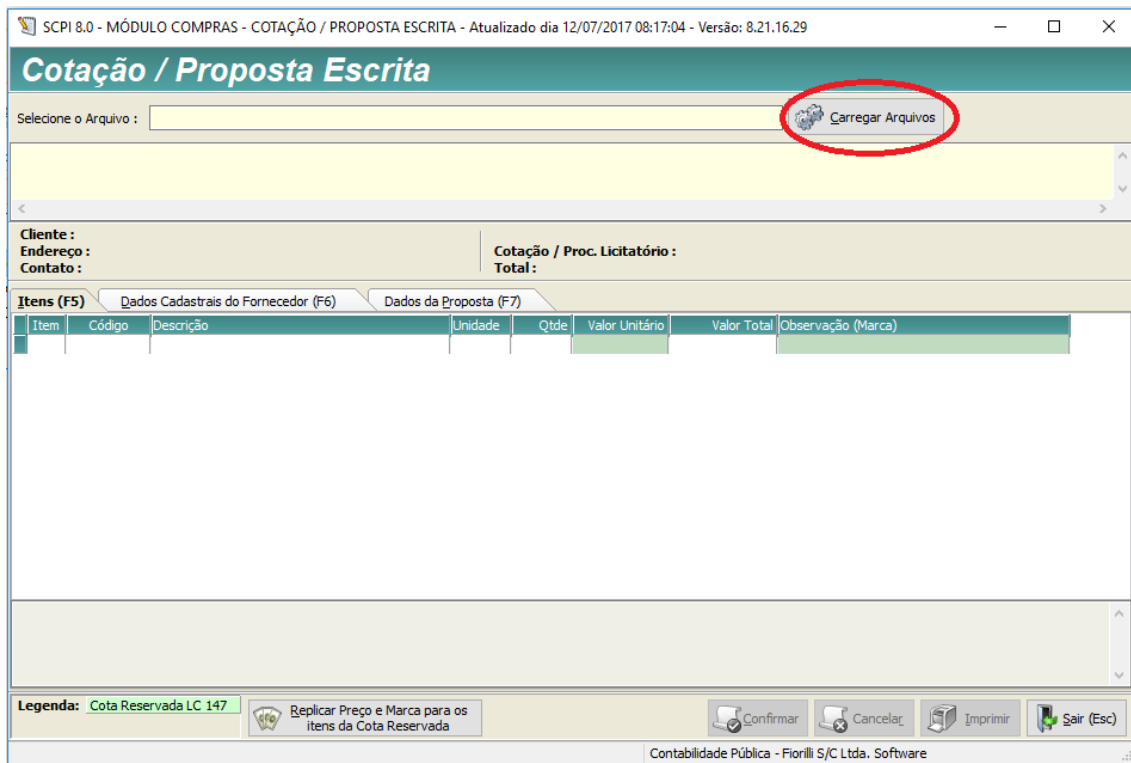 SCPI 8.0 - MÓDULO COMPRAS - COTAÇÃO / PROPOSTA ESCRITA - Atualizado dia 12/07/2017 08:17:04 - Versão: 8.21.16.29
Cotação / Proposta Escrita
Selecione o Arquivo : Carregar Arquivos
Cliente :
Endereço : Cotação / Proc. Licitatório :
Contato : Total :
Itens (F5) Dados Cadastrais do Fornecedor (F6) Dados da Proposta (F7)
Item Código Descrição Unidade Qtde Valor Unitário Valor Total Observação (Marca)
Legenda: Cota Reservada LC 147 Replicar Preço e Marca para os
itens da Cota Reservada Confirmar Cancelar Imprimir Sair (Esc)
Contabilidade Pública - Fiorilli S/C Ltda. Software